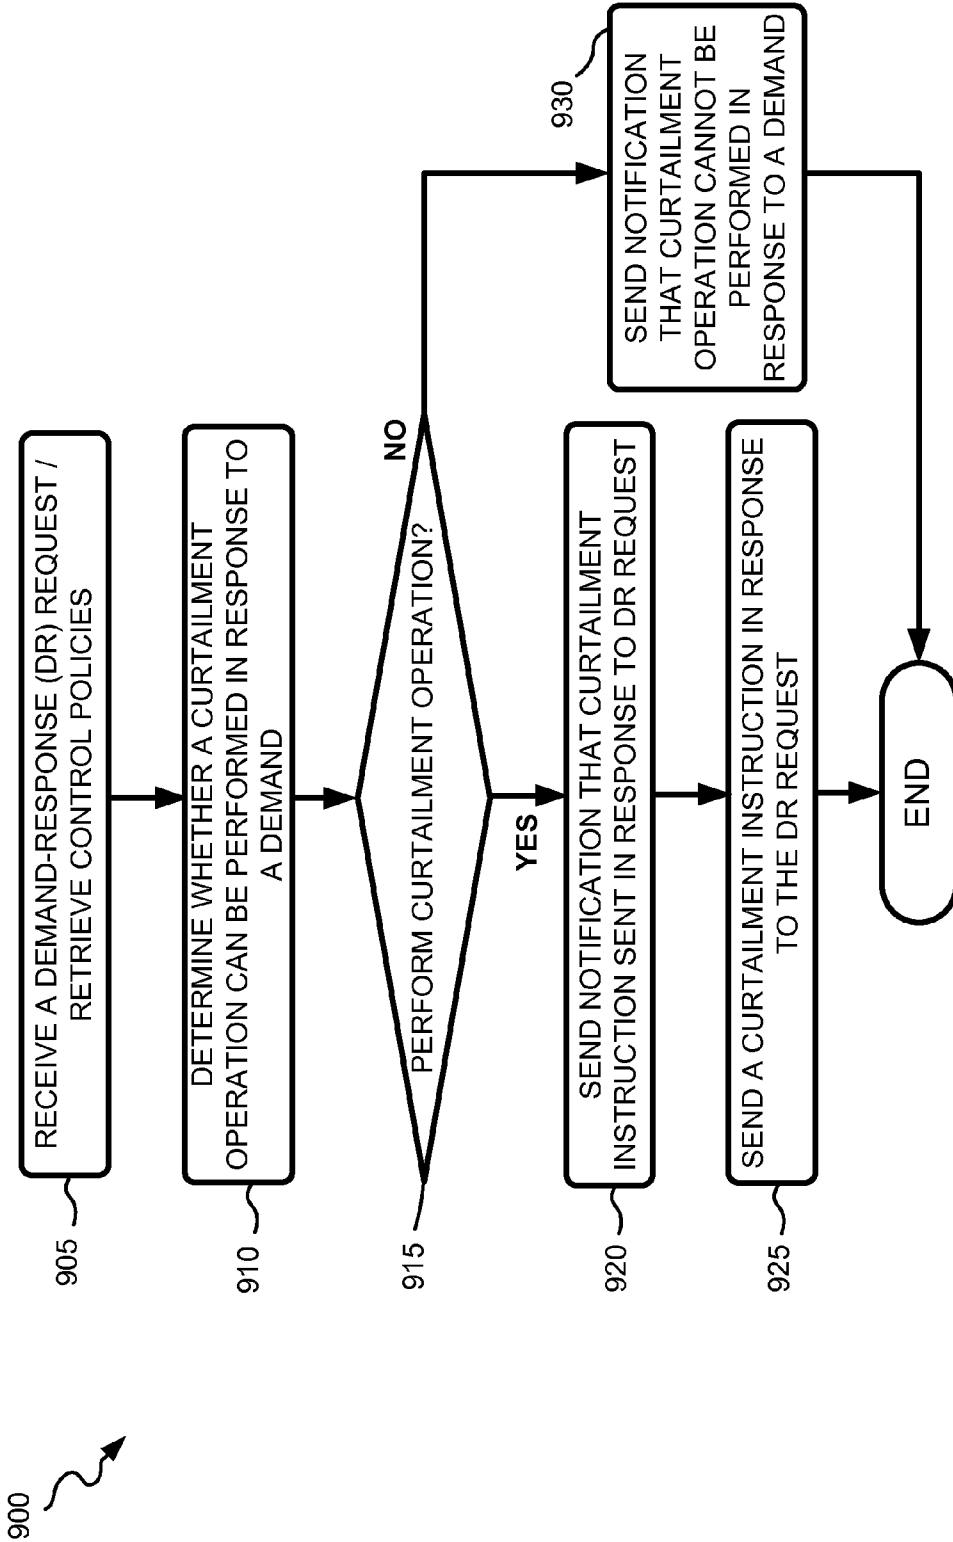 900
905
RECEIVE A DEMAND-RESPONSE (DR) REQUEST /
RETRIEVE CONTROL POLICIES
910
DETERMINE WHETHER A CURTAILMENT
OPERATION CAN BE PERFORMED IN RESPONSE TO
A DEMAND
915
PERFORM CURTAILMENT OPERATION?
NO
YES
920
SEND NOTIFICATION THAT CURTAILMENT
INSTRUCTION SENT IN RESPONSE TO DR REQUEST
930
SEND NOTIFICATION
THAT CURTAILMENT
OPERATION CANNOT BE
PERFORMED IN
RESPONSE TO A DEMAND
925
SEND A CURTAILMENT INSTRUCTION IN RESPONSE
TO THE DR REQUEST
END